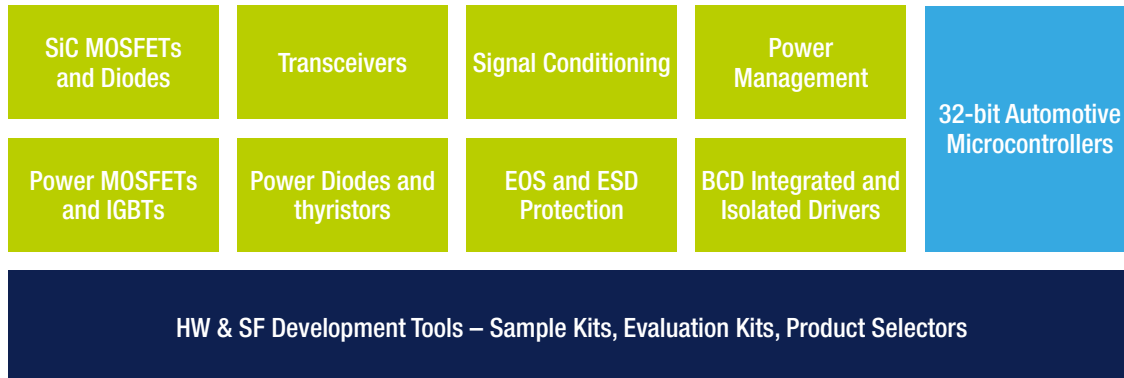 SiC MOSFETs
and Diodes
Transceivers
Signal Conditioning
Power
Management
32-bit Automotive
Microcontrollers
Power MOSFETs
and IGBTs
Power Diodes and
thyristors
EOS and ESD
Protection
BCD Integrated and
Isolated Drivers
HW & SF Development Tools – Sample Kits, Evaluation Kits, Product Selectors